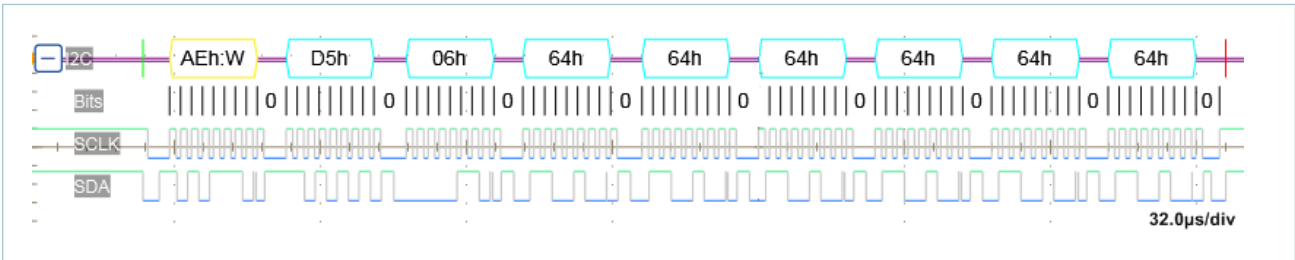 I2C AEh:W D5h 06h 64h 64h 64h 64h 64h 64h
Bits 0 0 0 0 0 0 0 0 0
SCLK
SDA
32.0µs/div